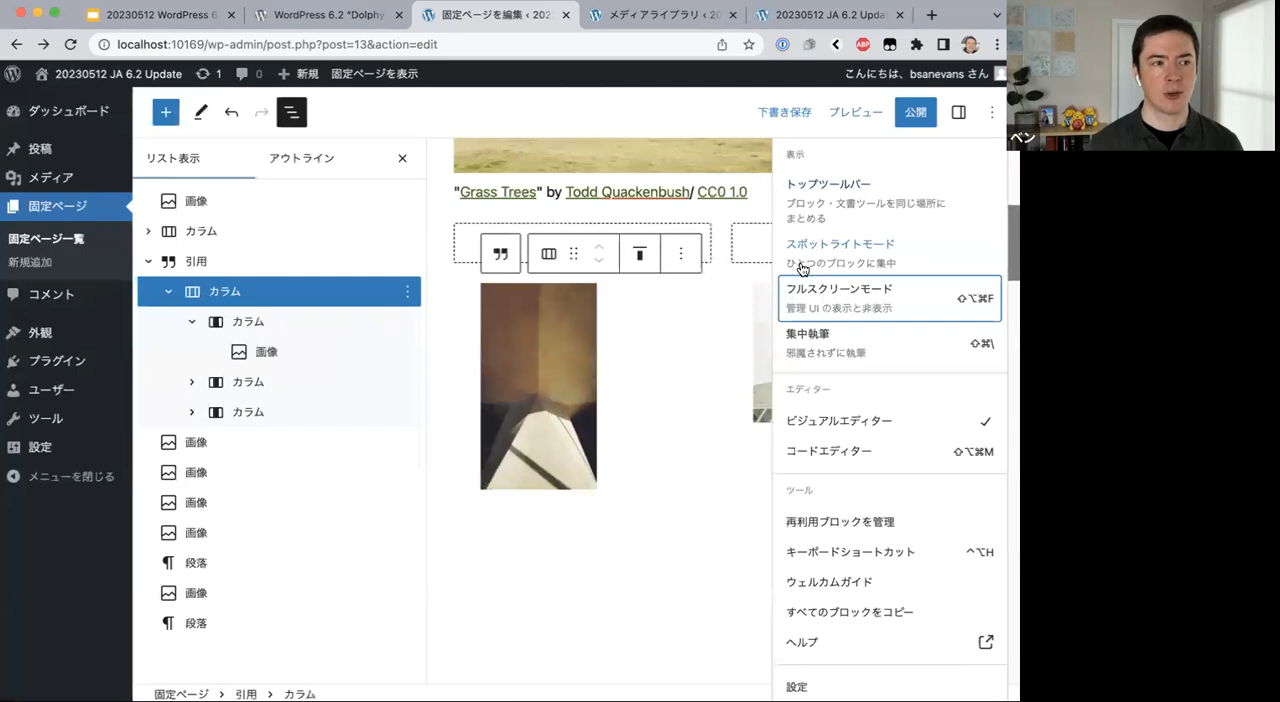 20230512 WordPress 6
WordPress 6.2 “Dolphy
固定ページを編集 ‹ 202
メディアライブラリ ‹ 20
20230512 JA 6.2 Upda
localhost:10169/wp-admin/post.php?post=13&action=edit
ABP
20230512 JA 6.2 Update
1
0
新規
固定ページを表示
こんにちは、bsanevans さん
ベン
ダッシュボード
投稿
メディア
固定ページ
固定ページ一覧
新規追加
コメント
外観
プラグイン
ユーザー
ツール
設定
メニューを閉じる
下書き保存
プレビュー
公開
リスト表示
アウトライン
画像
カラム
引用
カラム
カラム
画像
カラム
カラム
画像
画像
画像
画像
段落
画像
段落
"Grass Trees" by Todd Quackenbush/ CC0 1.0
表示
トップツールバー
ブロック・文書ツールを同じ場所に
まとめる
スポットライトモード
ひとつのブロックに集中
フルスクリーンモード
⇧⌥⌘F
管理 UI の表示と非表示
集中執筆
⇧⌘\
邪魔されずに執筆
エディター
ビジュアルエディター
コードエディター
⇧⌥⌘M
ツール
再利用ブロックを管理
キーボードショートカット
^⌥H
ウェルカムガイド
すべてのブロックをコピー
ヘルプ
設定
固定ページ › 引用 › カラム